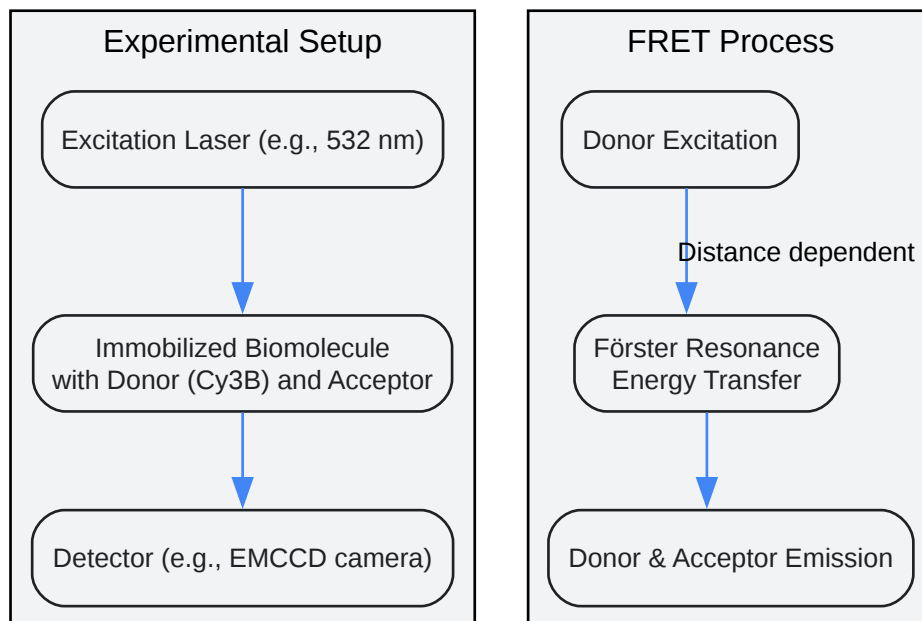 Experimental Setup
Excitation Laser (e.g., 532 nm)
Immobilized Biomolecule
with Donor (Cy3B) and Acceptor
Detector (e.g., EMCCD camera)
FRET Process
Donor Excitation
Distance dependent
Förster Resonance
Energy Transfer
Donor & Acceptor Emission